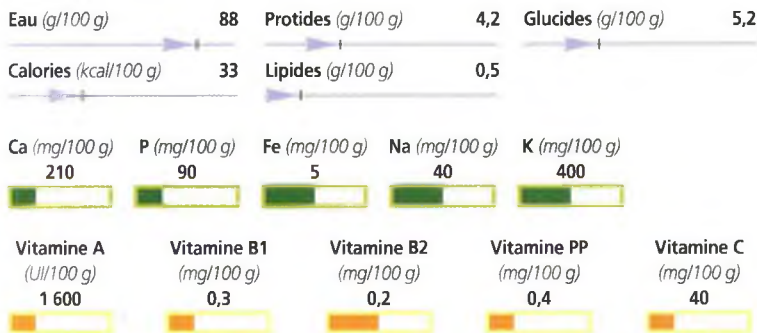 Eau (g/100 g) 88 Protides (g/100 g) 4,2 Glucides (g/100 g) 5,2
Calories (kcal/100 g) 33 Lipides (g/100 g) 0,5
Ca (mg/100 g) P (mg/100 g) Fe (mg/100 g) Na (mg/100 g) K (mg/100 g)
210 90 5 40 400
Vitamine A Vitamine B1 Vitamine B2 Vitamine PP Vitamine C
(UI/100 g) (mg/100 g) (mg/100 g) (mg/100 g) (mg/100 g)
1 600 0,3 0,2 0,4 40